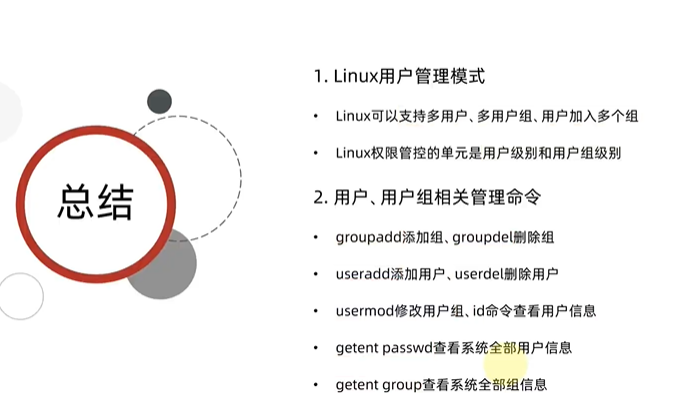 总结
1. Linux用户管理模式
• Linux可以支持多用户、多用户组、用户加入多个组
• Linux权限管控的单元是用户级别和用户组级别
2. 用户、用户组相关管理命令
• groupadd添加组、groupdel删除组
• useradd添加用户、userdel删除用户
• usermod修改用户组、id命令查看用户信息
• getent passwd查看系统全部用户信息
• getent group查看系统全部组信息